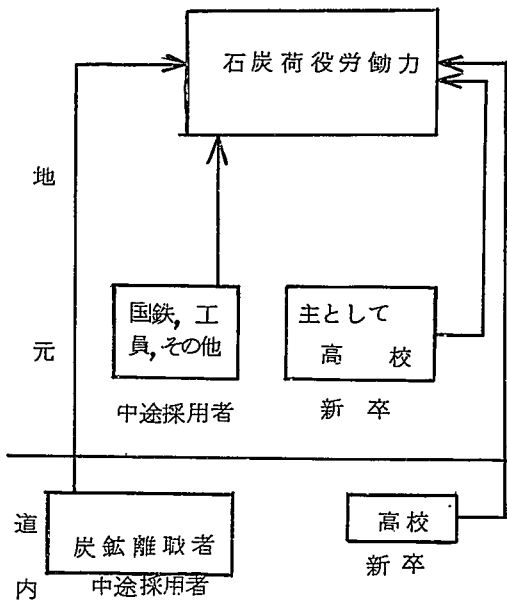 石炭荷役労働力
地元
国鉄，工
員，その他
中途採用者
主として
高校
新卒
道内
炭鉱離職者
中途採用者
高校
新卒